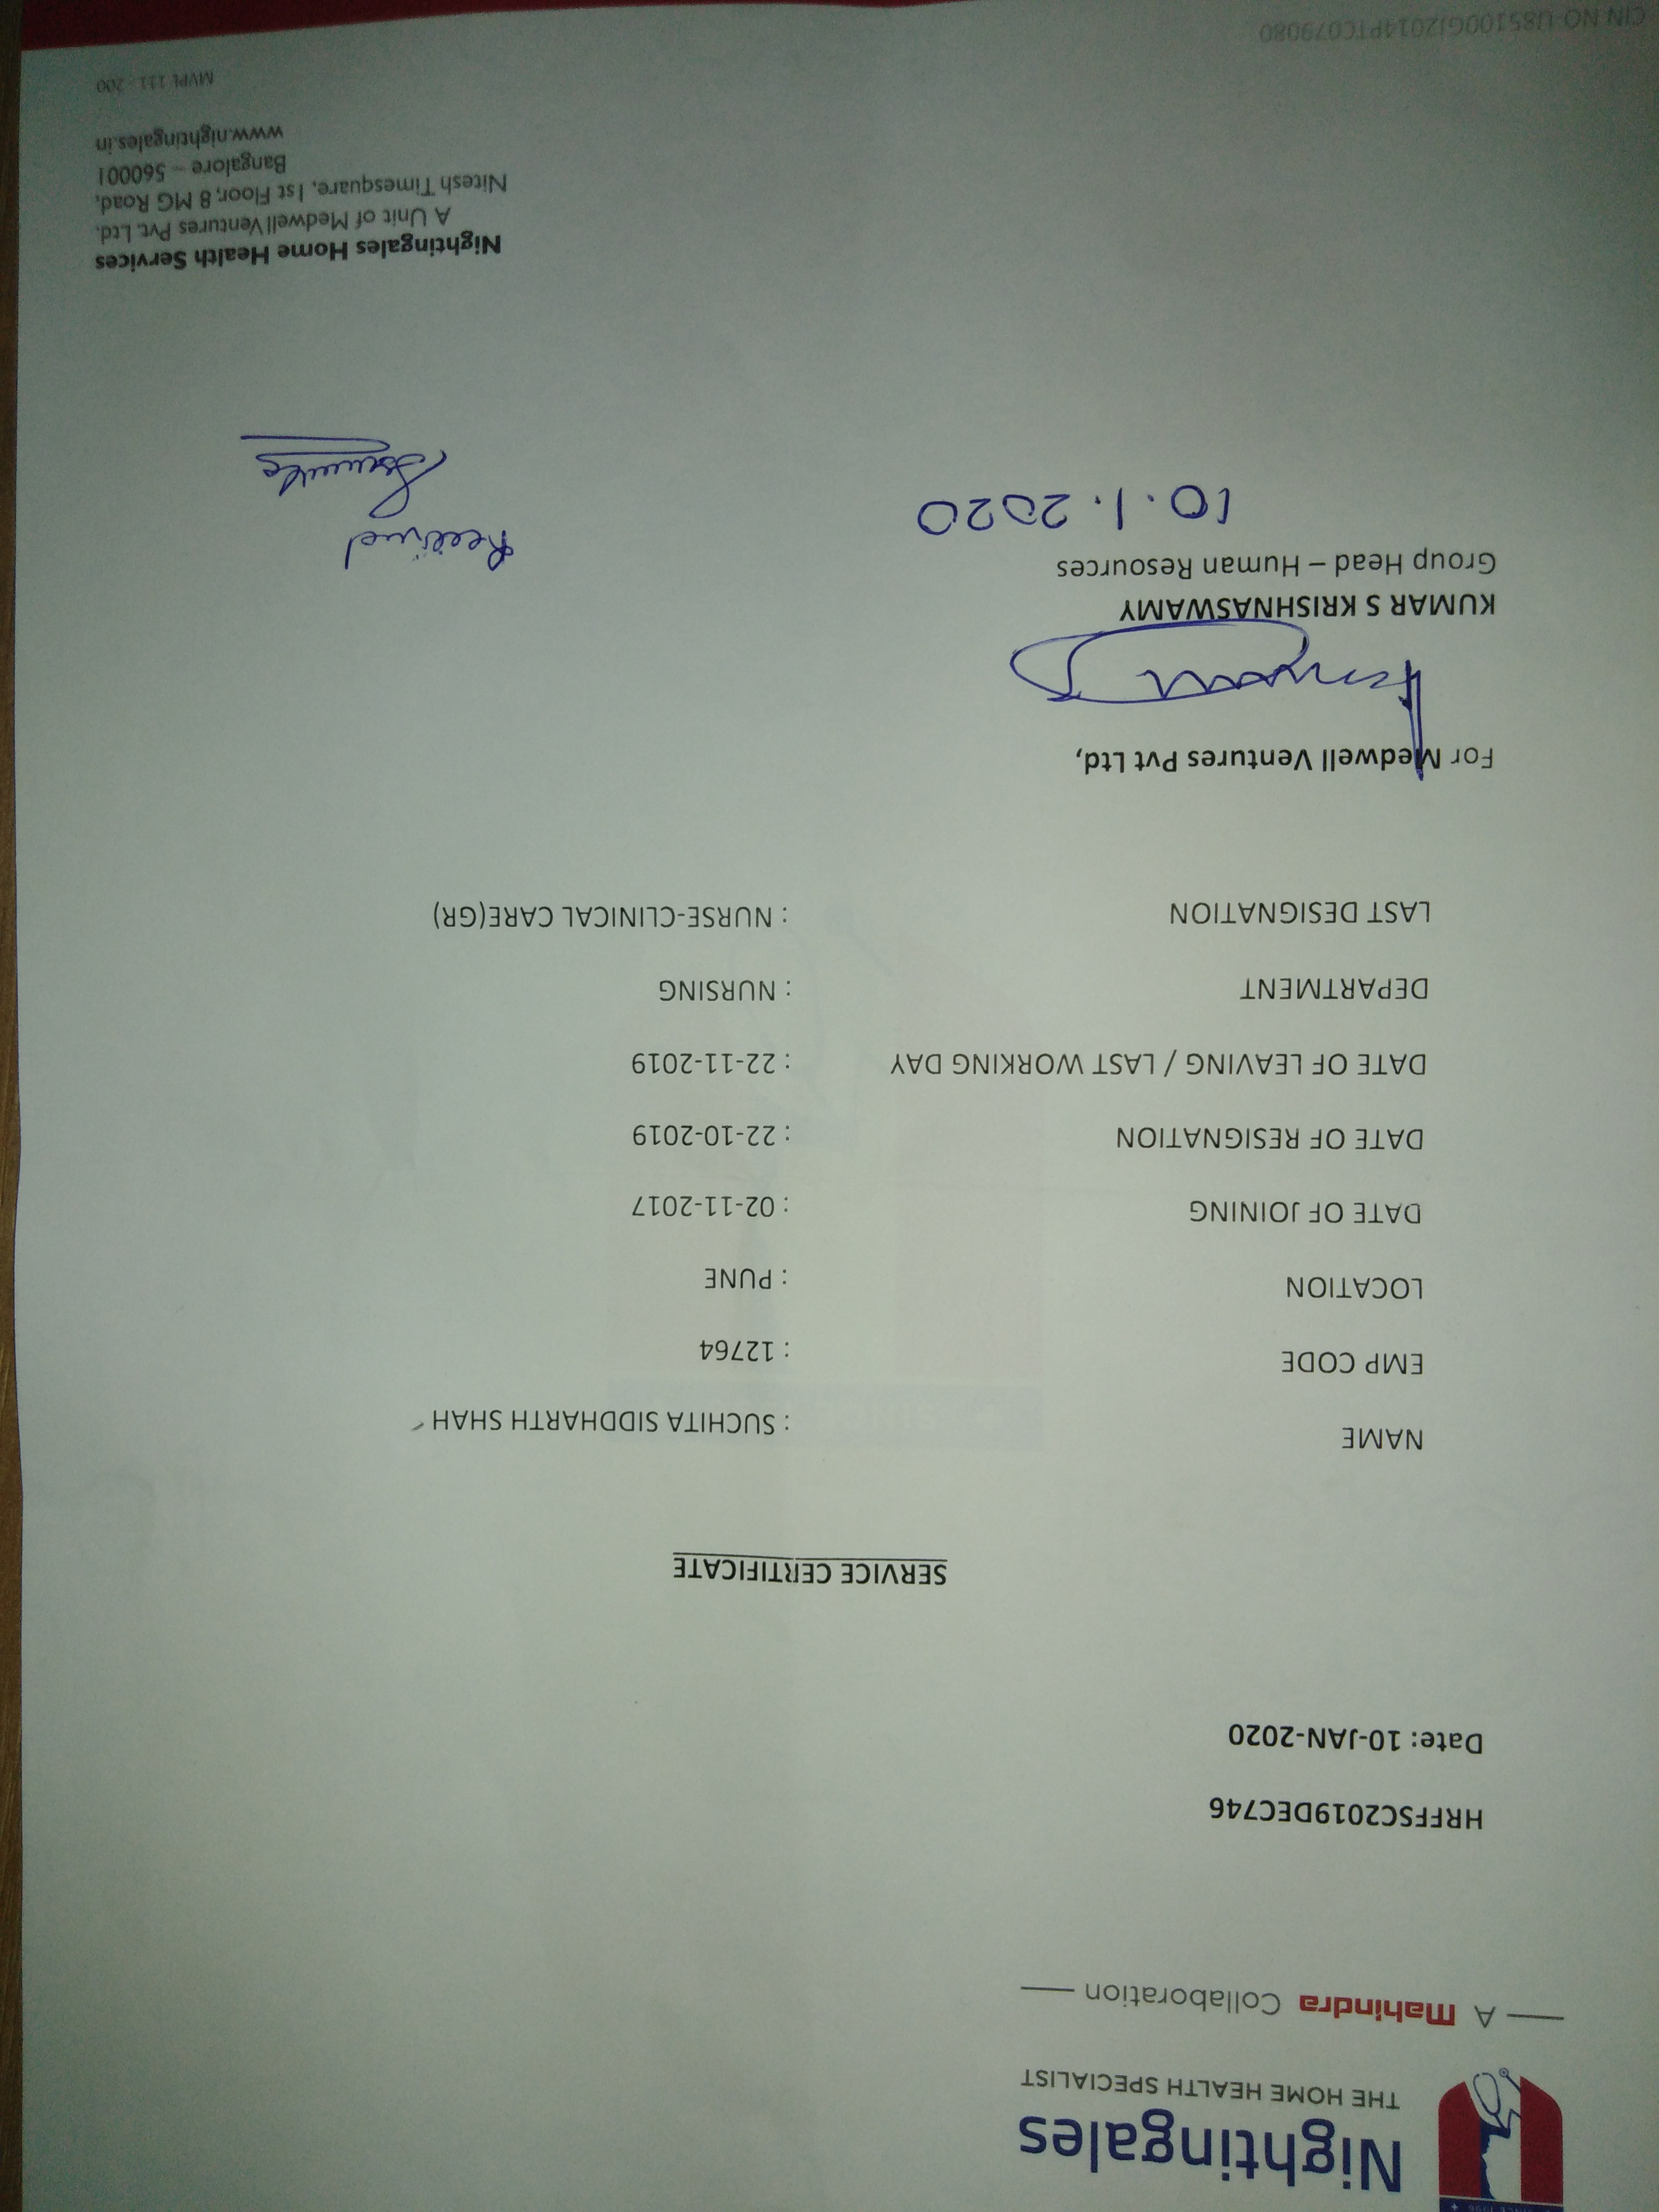 SINCE 1996
Nightingales
THE HOME HEALTH SPECIALIST
A Mahindra Collaboration
HRFFSC2019DEC746
Date: 10-JAN-2020
SERVICE CERTIFICATE
NAME : SUCHITA SIDDHARTH SHAH
EMP CODE : 12764
LOCATION : PUNE
DATE OF JOINING : 02-11-2017
DATE OF RESIGNATION : 22-10-2019
DATE OF LEAVING / LAST WORKING DAY : 22-11-2019
DEPARTMENT : NURSING
LAST DESIGNATION : NURSE-CLINICAL CARE(GR)
For Medwell Ventures Pvt Ltd,
KUMAR S KRISHNASWAMY
Group Head – Human Resources
10.1.2020
Received
Nightingales Home Health Services
A Unit of Medwell Ventures Pvt. Ltd.
Nitesh Timesquare, 1st Floor, 8 MG Road,
Bangalore – 560001
www.nightingales.in
MVPL 111 - 200
CIN NO-U85100GJ2014PTC079080